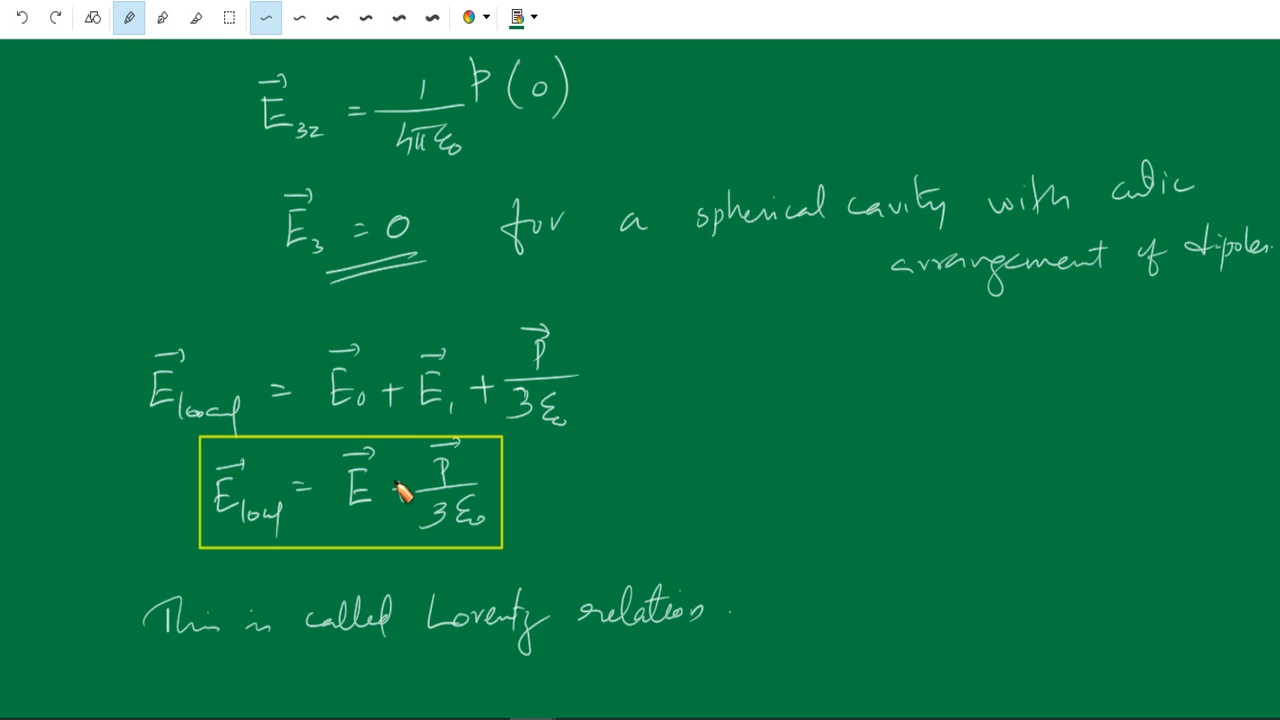 E⃗₃₂ = 1/4πε₀ p (0)
E⃗₃ = 0 for a spherical cavity with cubic
arrangement of dipoles.
E⃗local = E⃗₀ + E⃗₁ + P⃗/3ε₀
E⃗local = E⃗ + P⃗/3ε₀
This is called Lorentz relation.